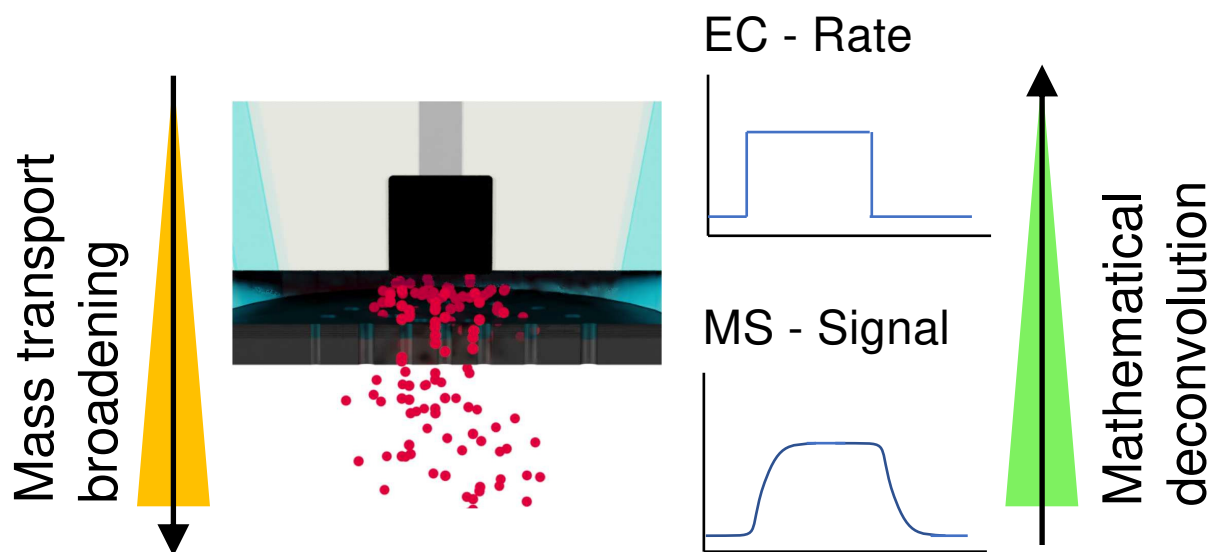 Mass transport
broadening
EC - Rate
MS - Signal
Mathematical
deconvolution